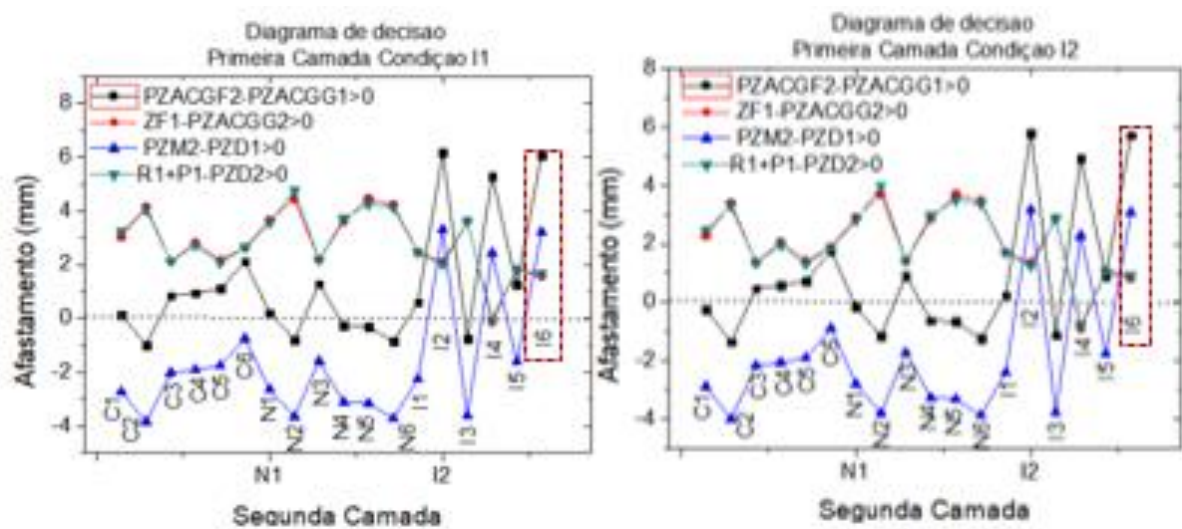 Diagrama de decisao
Primeira Camada Condiçao I1
8
6
4
2
0
-2
-4
Afastamento (mm)
PZACGF2-PZACGG1>0
ZF1-PZACGG2>0
PZM2-PZD1>0
R1+P1-PZD2>0
C1
C2
C3
C4
C5
C6
N1
N2
N3
N4
N5
N6
I1
I2
I3
I4
I5
I6
N1
I2
Segunda Camada
Diagrama de decisao
Primeira Camada Condiçao I2
8
6
4
2
0
-2
-4
Afastamento (mm)
PZACGF2-PZACGG1>0
ZF1-PZACGG2>0
PZM2-PZD1>0
R1+P1-PZD2>0
C1
C2
C3
C4
C5
C6
N1
N2
N3
N4
N5
N6
I1
I2
I3
I4
I5
I6
N1
I2
Segunda Camada